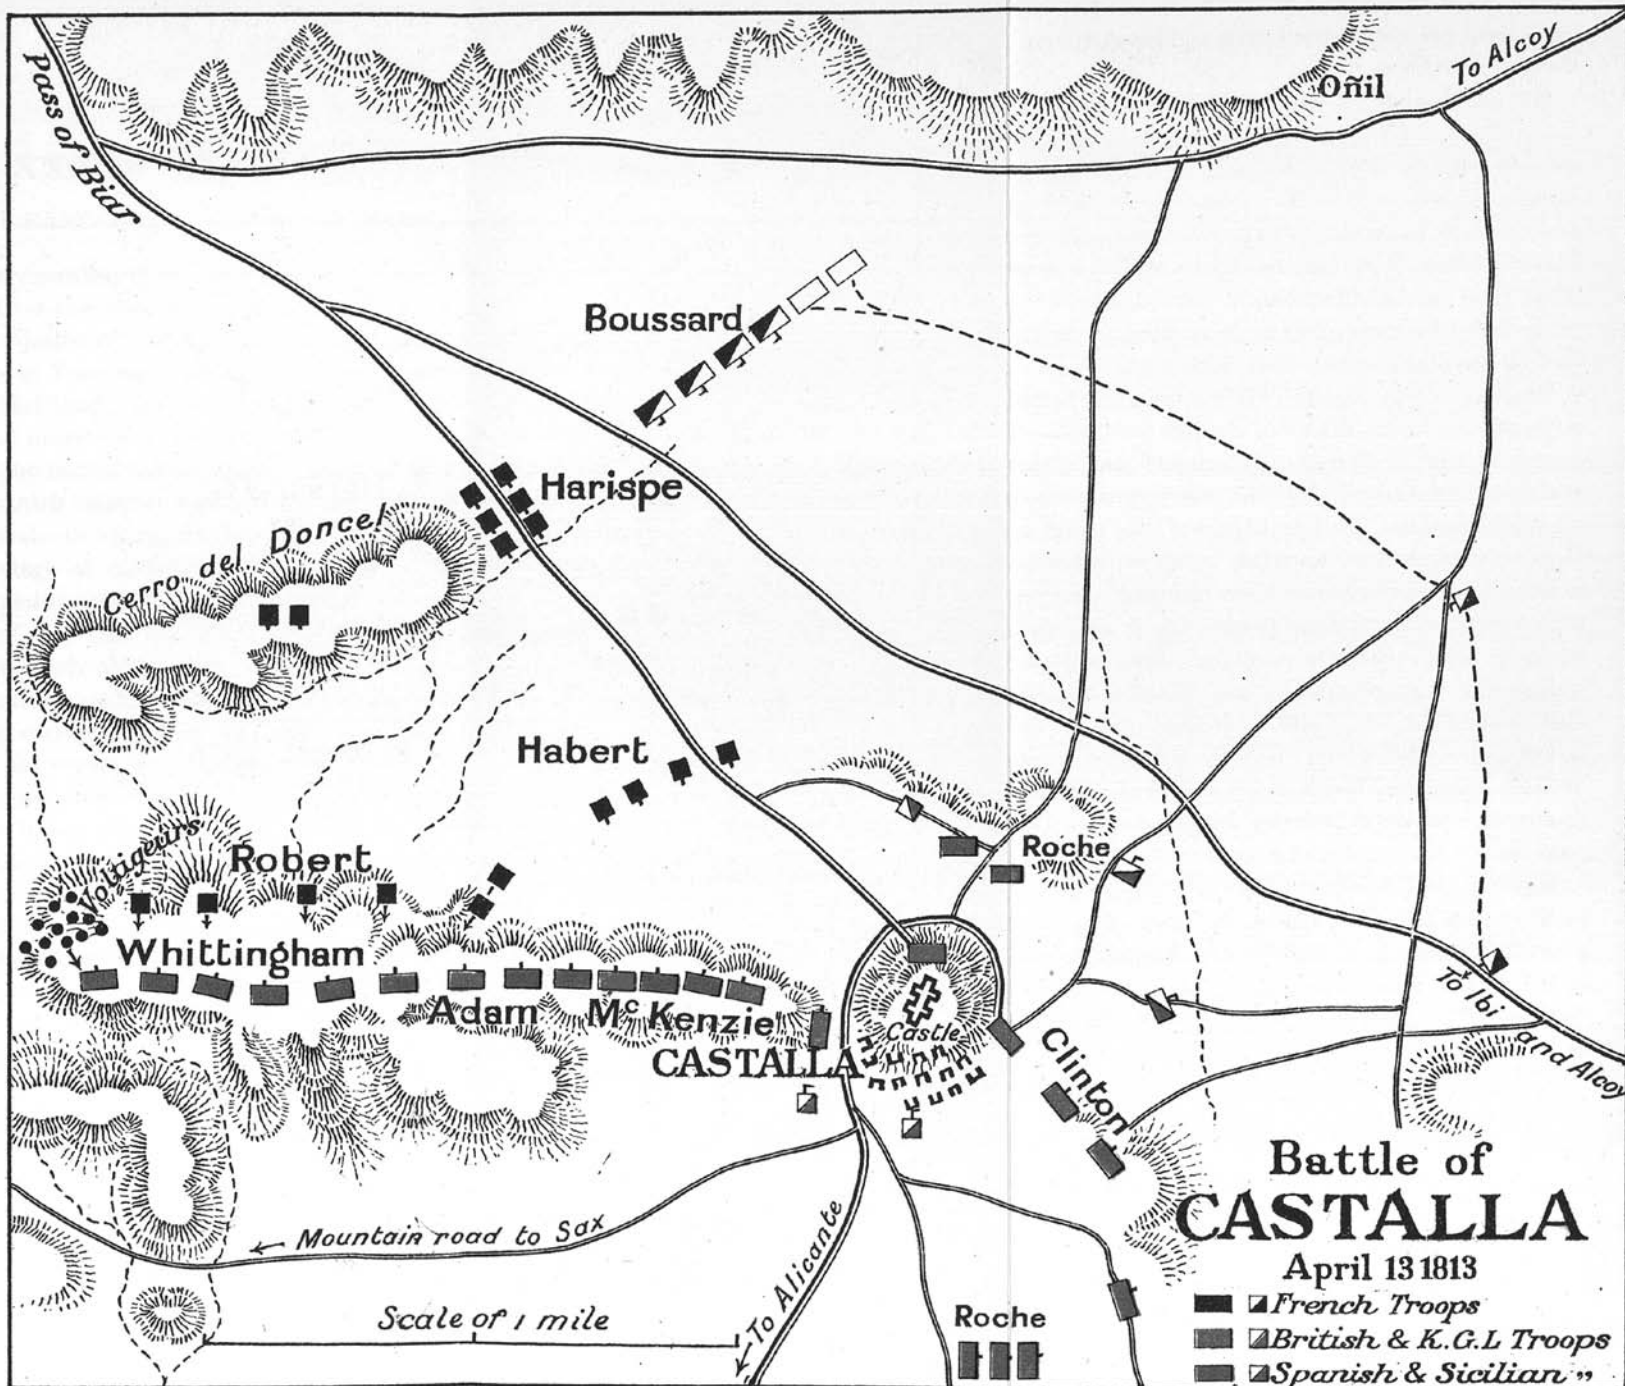 Oñil
To Alcoy
Pass of Biar
Boussard
Harispe
Cerro del Doncel
Habert
Voltigeurs
Robert
Roche
Whittingham
Adam
Mc Kenzie
Castle
CASTALLA
Clinton
To Ibi and Alcoy
Mountain road to Sax
To Alicante
Scale of 1 mile
Roche
Battle of
CASTALLA
April 13 1813
French Troops
British & K.G.L Troops
Spanish & Sicilian "